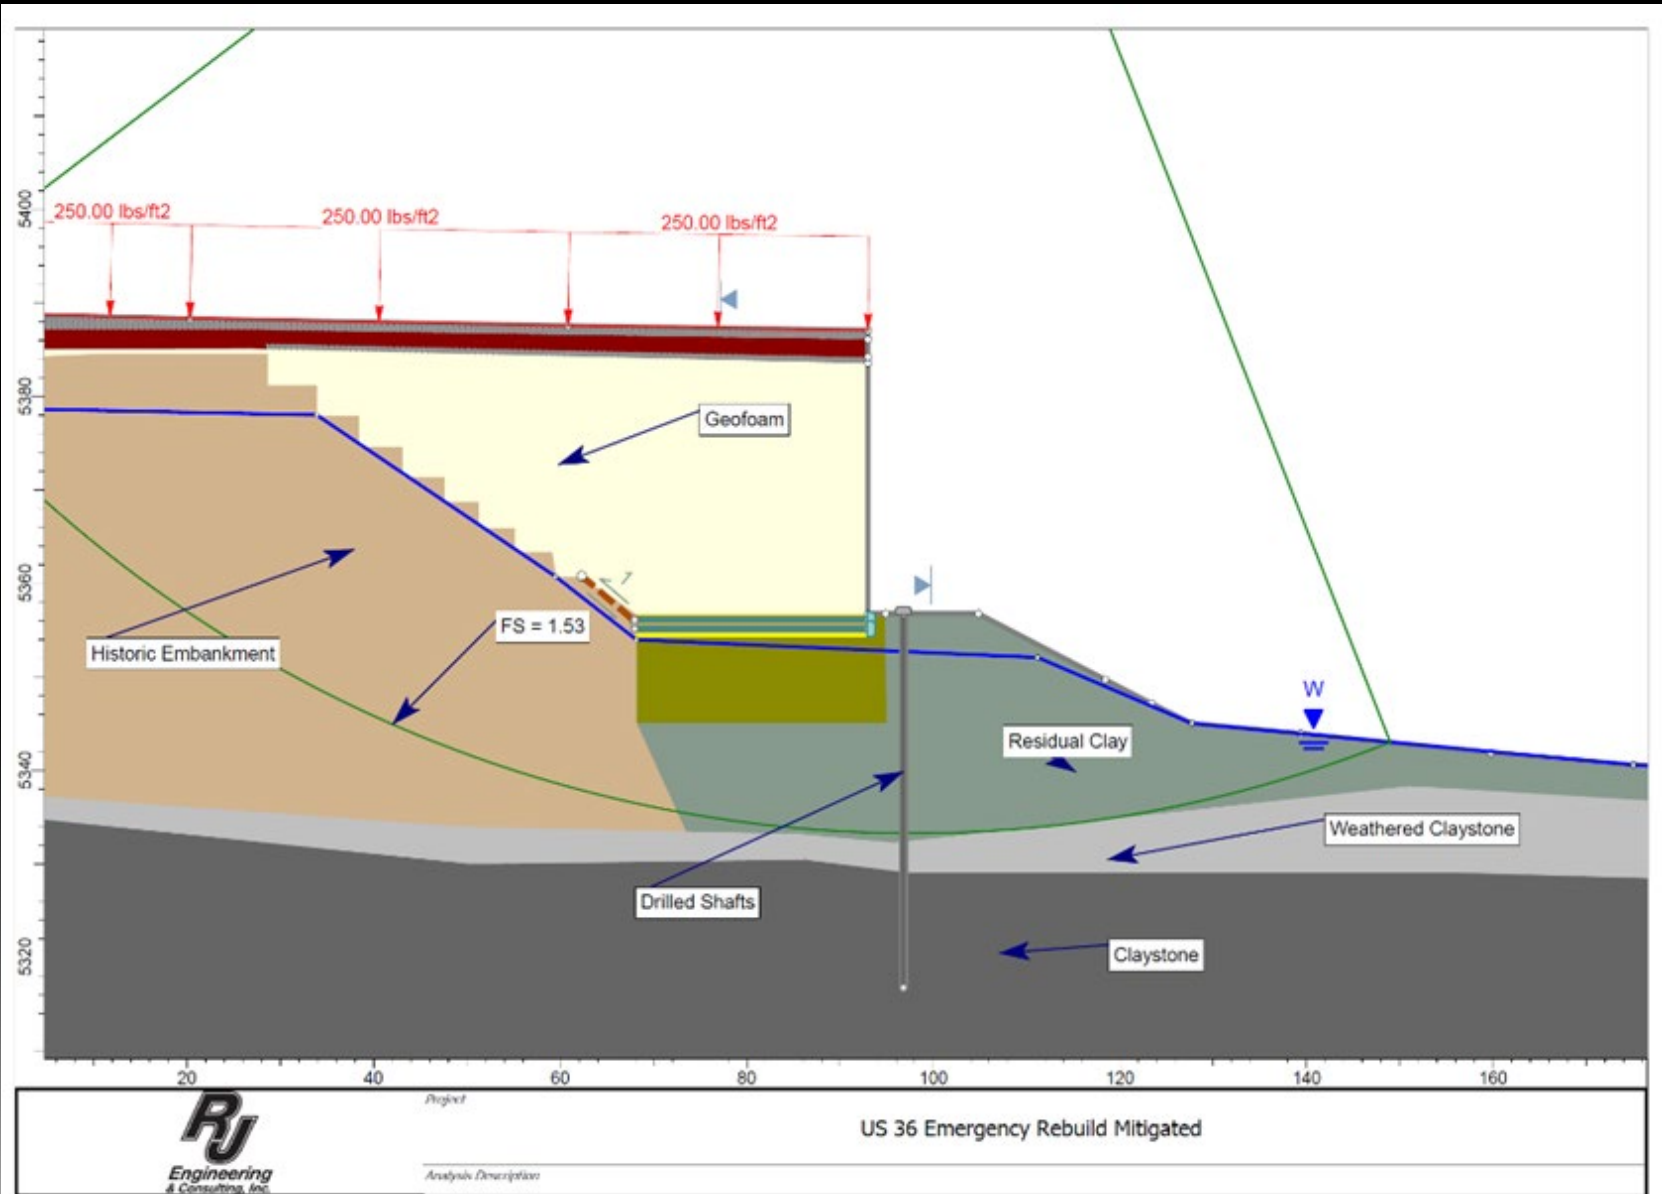 5400
250.00 lbs/ft2
250.00 lbs/ft2
250.00 lbs/ft2
5380
Geofoam
5360
1
FS = 1.53
Historic Embankment
W
Residual Clay
5340
Weathered Claystone
Drilled Shafts
5320
Claystone
20 40 60 80 100 120 140 160
RJ
Engineering
& Consulting, Inc.
Project
US 36 Emergency Rebuild Mitigated
Analysis Description